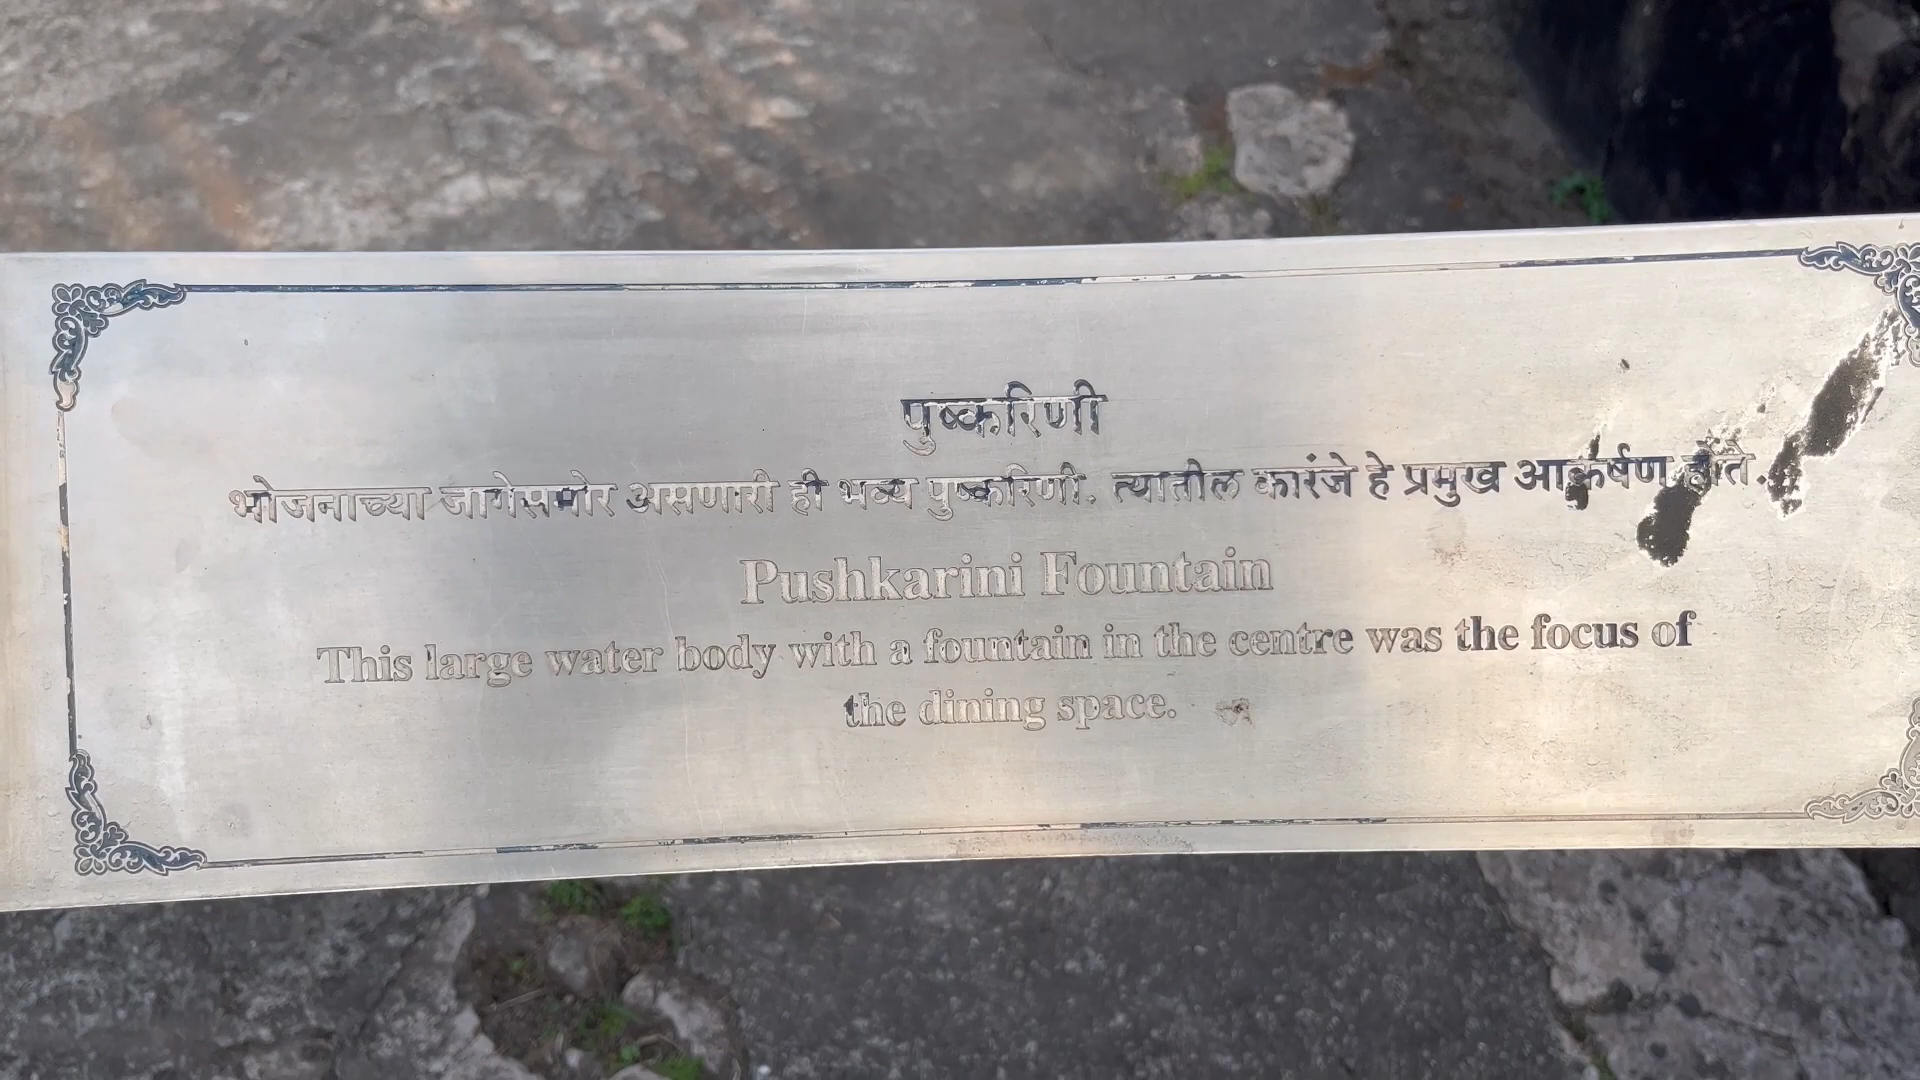 पुष्करिणी
भोजनाच्या जागेसमोर असणारी ही भव्य पुष्करिणी. त्यातील कारंजे हे प्रमुख आकर्षण होते.
Pushkarini Fountain
This large water body with a fountain in the centre was the focus of
the dining space.